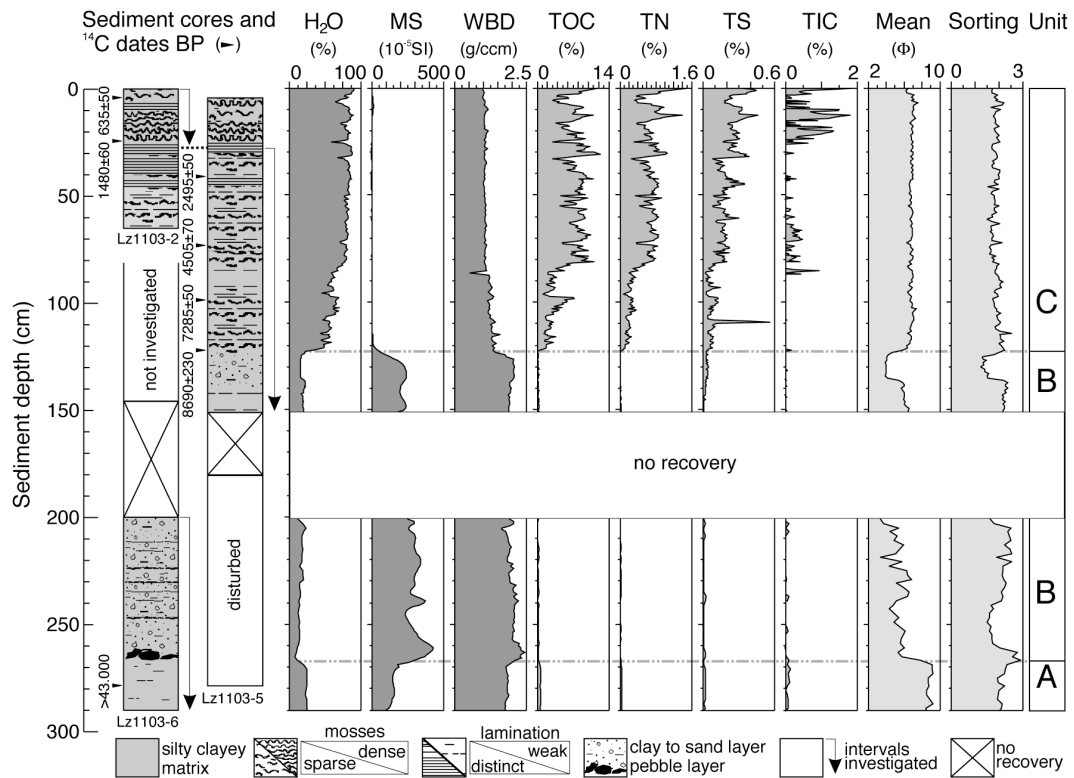 Sediment cores and
¹⁴C dates BP (►)
H₂O
(%)
0 100
MS
(10⁻⁵SI)
0 500
WBD
(g/ccm)
0 2.5
TOC
(%)
0 14
TN
(%)
0 1.6
TS
(%)
0 0.6
TIC
(%)
0 2
Mean
(Φ)
2 10
Sorting
0 3
Unit
Sediment depth (cm)
0
50
100
150
200
250
300
635±50
1480±60
2495±50
4505±70
7285±50
8690±230
>43.000
Lz1103-2
not investigated
Lz1103-6
disturbed
Lz1103-5
no recovery
C
B
B
A
silty clayey
matrix
mosses
dense
sparse
lamination
weak
distinct
clay to sand layer
pebble layer
intervals
investigated
no
recovery